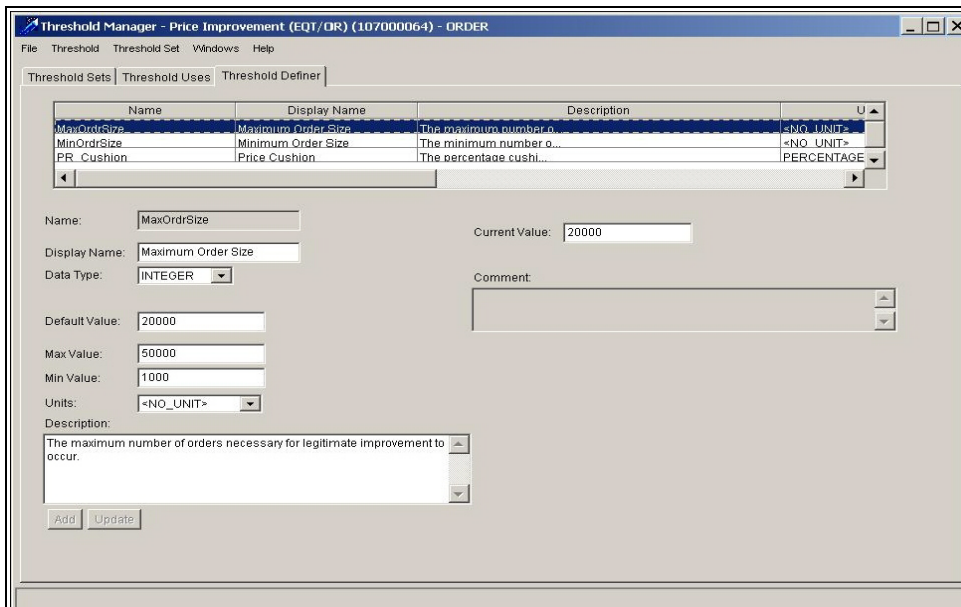 Threshold Manager - Price Improvement (EQT/OR) (107000064) - ORDER
File Threshold Threshold Set Windows Help
Threshold Sets Threshold Uses Threshold Definer
Name Display Name Description U
MaxOrdrSize Maximum Order Size The maximum number o... <NO_UNIT>
MinOrdrSize Minimum Order Size The minimum number o... <NO_UNIT>
PR_Cushion Price Cushion The percentage cushi... PERCENTAGE
Name: MaxOrdrSize
Current Value: 20000
Display Name: Maximum Order Size
Data Type: INTEGER
Comment:
Default Value: 20000
Max Value: 50000
Min Value: 1000
Units: <NO_UNIT>
Description:
The maximum number of orders necessary for legitimate improvement to
occur.
Add Update